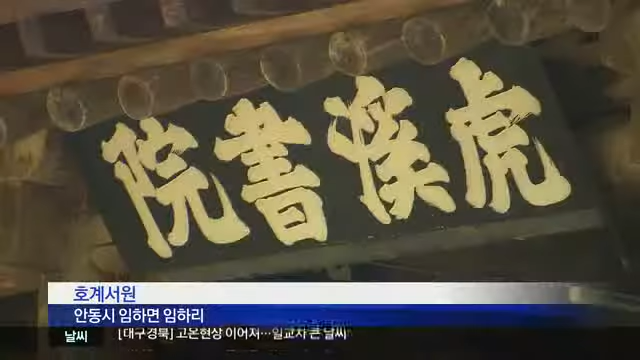 院書溪虎
호계서원
안동시 임하면 임하리
날씨 [대구경북] 고온현상 이어져…일교차 큰 날씨